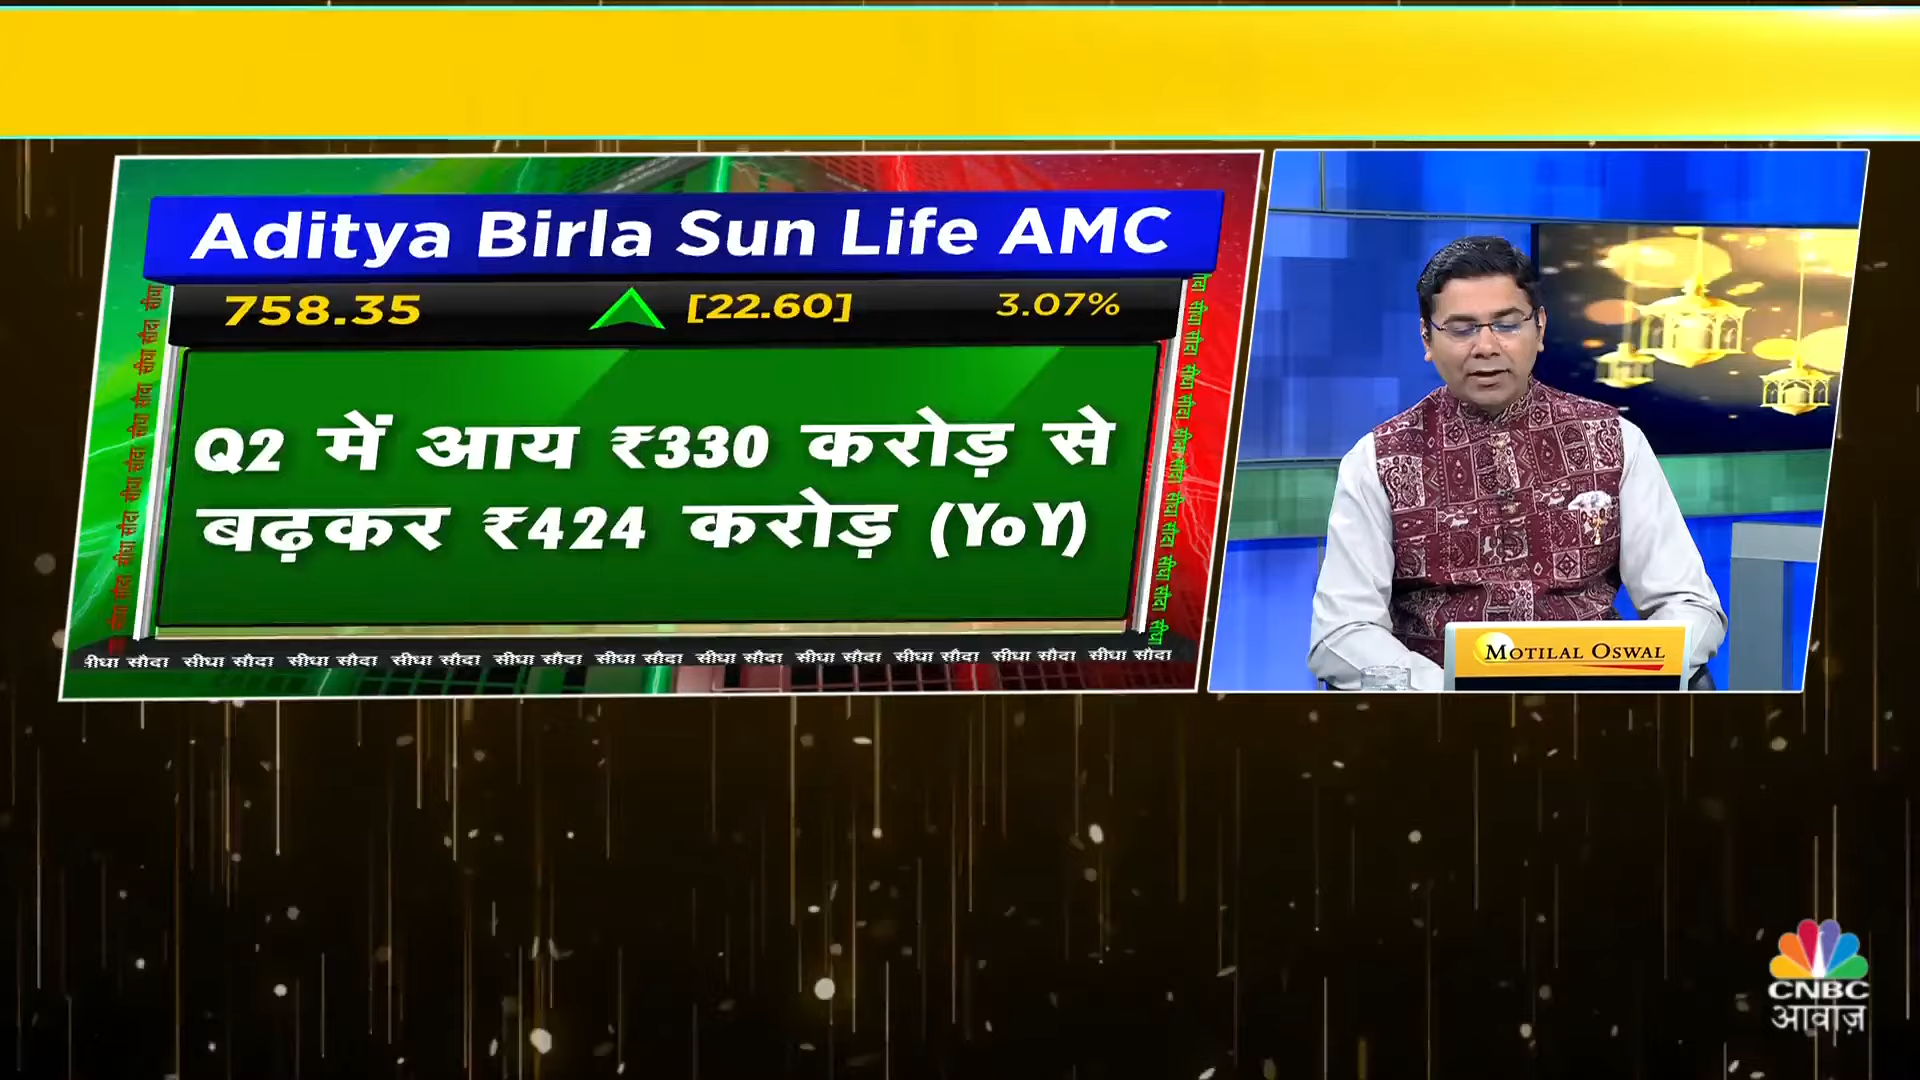 Aditya Birla Sun Life AMC
758.35 [22.60] 3.07%
Q2 में आय ₹330 करोड़ से
बढ़कर ₹424 करोड़ (YoY)
सीधा सौदा सीधा सौदा सीधा सौदा सीधा सौदा सीधा सौदा सीधा सौदा सीधा सौदा सीधा सौदा सीधा सौदा सीधा सौदा सीधा सौदा
MOTILAL OSWAL
CNBC
आवाज़